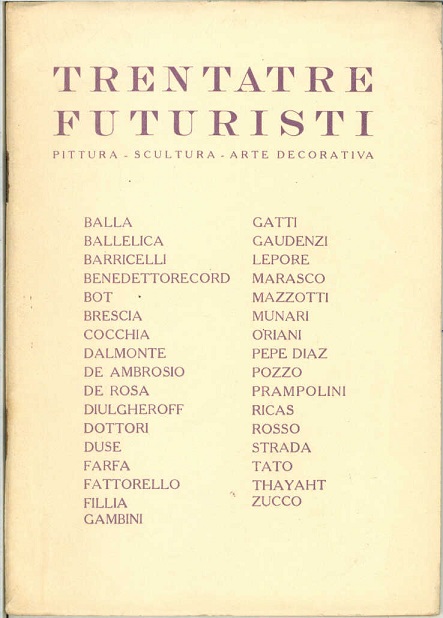 TRENTATRE
FUTURISTI
PITTURA - SCULTURA - ARTE DECORATIVA
BALLA
BALLELICA
BARRICELLI
BENEDETTORECORD
BOT
BRESCIA
COCCHIA
DALMONTE
DE AMBROSIO
DE ROSA
DIULGHEROFF
DOTTORI
DUSE
FARFA
FATTORELLO
FILLIA
GAMBINI
GATTI
GAUDENZI
LEPORE
MARASCO
MAZZOTTI
MUNARI
ORIANI
PEPE DIAZ
POZZO
PRAMPOLINI
RICAS
ROSSO
STRADA
TATO
THAYAHT
ZUCCO